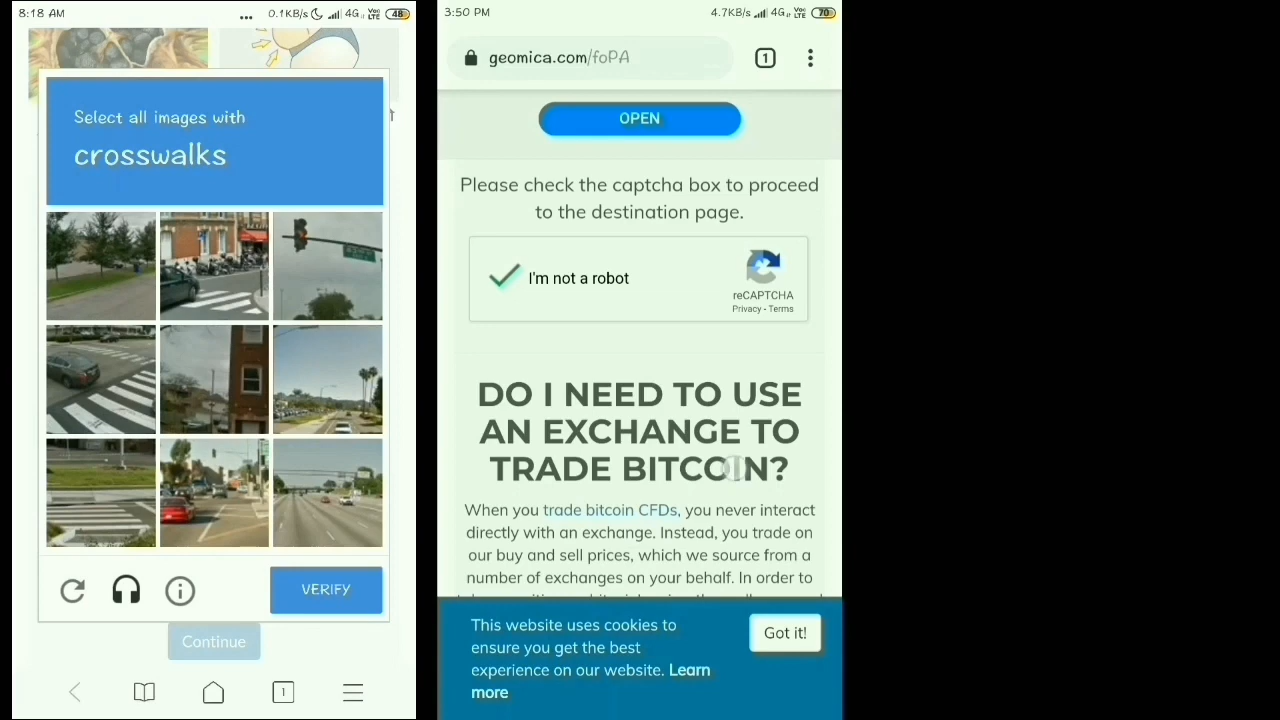 8:18 AM
... 0.1KB/s 4G Vo LTE 48
Select all images with
crosswalks
VERIFY
Continue
1
3:50 PM
4.7KB/s 4G Vo LTE 70
geomica.com/foPA
1
OPEN
Please check the captcha box to proceed
to the destination page.
I'm not a robot
reCAPTCHA
Privacy - Terms
DO I NEED TO USE
AN EXCHANGE TO
TRADE BITCOIN?
When you trade bitcoin CFDs, you never interact
directly with an exchange. Instead, you trade on
our buy and sell prices, which we source from a
number of exchanges on your behalf. In order to
This website uses cookies to
ensure you get the best
experience on our website. Learn
more
Got it!